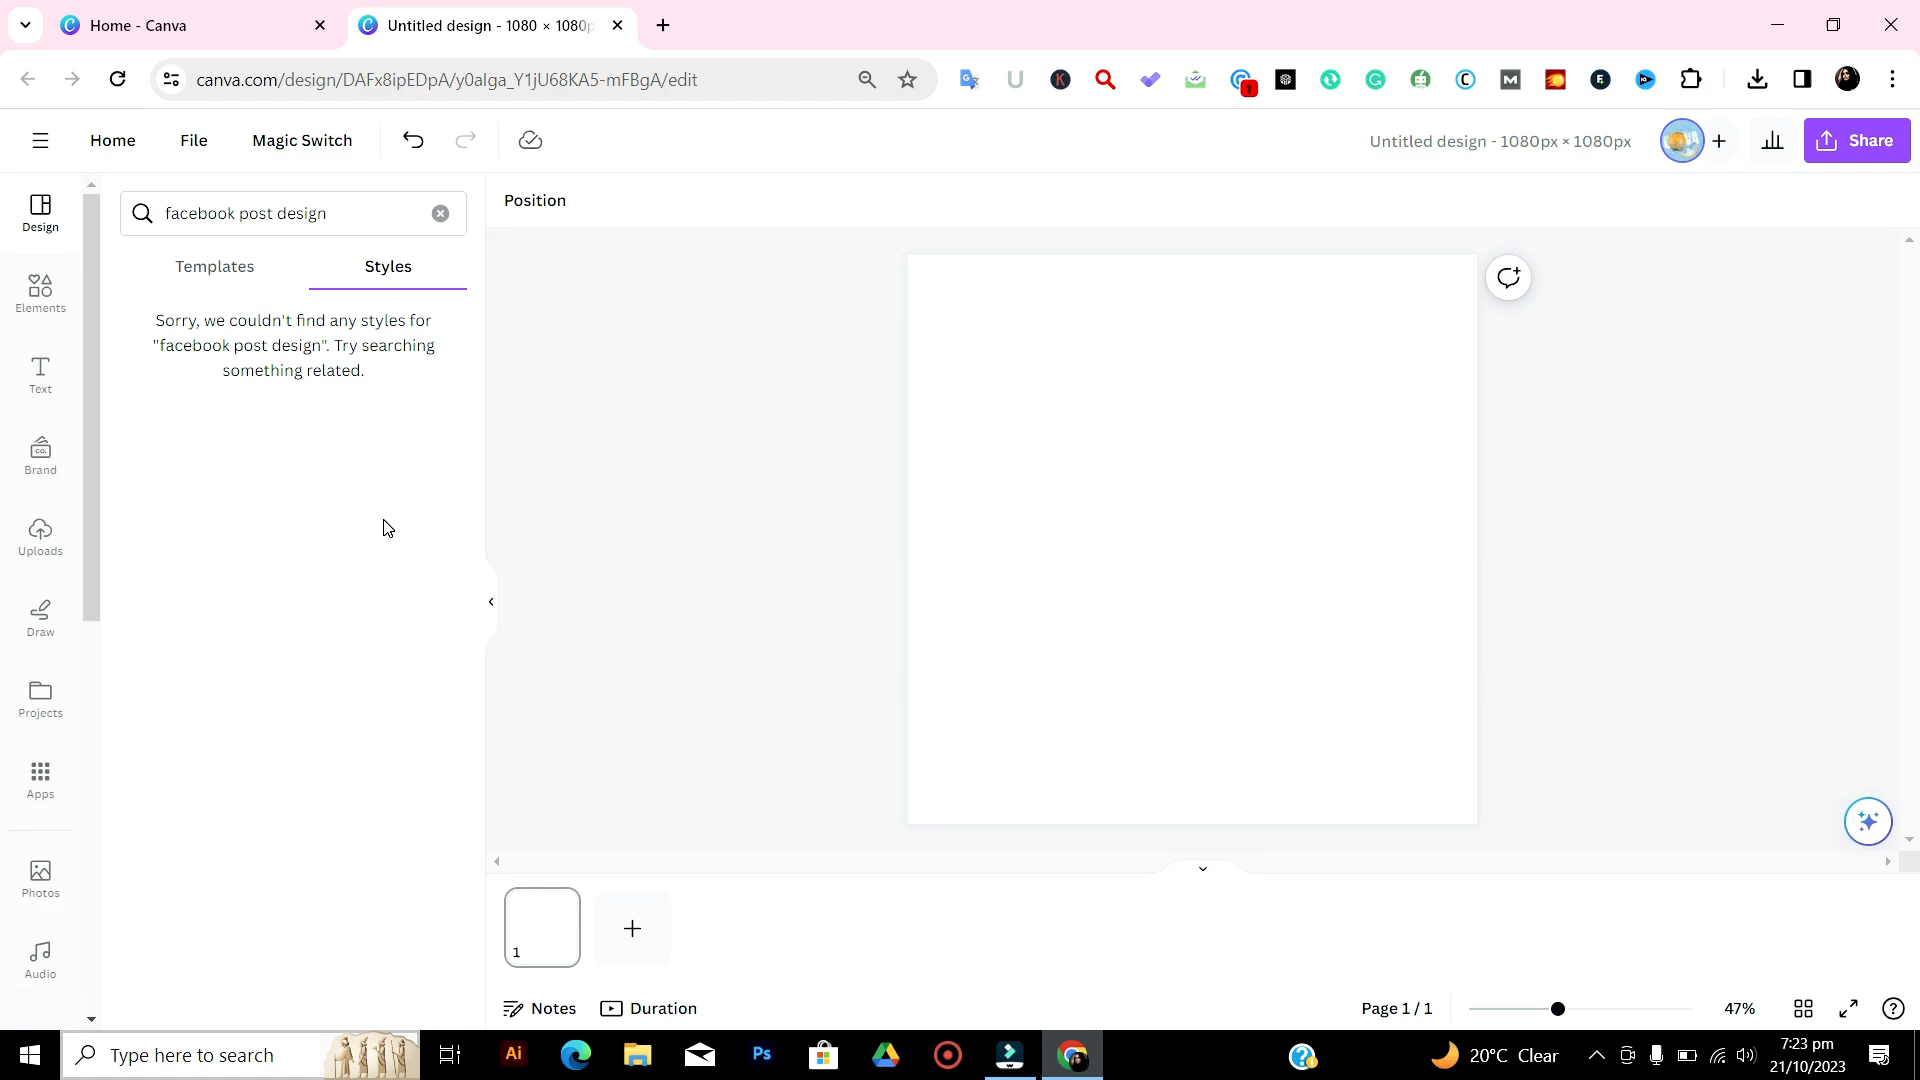 Home - Canva
Untitled design - 1080 × 1080p
canva.com/design/DAFx8ipEDpA/y0alga_Y1jU68KA5-mFBgA/edit
Home
File
Magic Switch
Untitled design - 1080px × 1080px
Share
Design
Elements
Text
Brand
CO.
Uploads
Draw
Projects
Apps
Photos
Audio
facebook post design
Templates
Styles
Sorry, we couldn't find any styles for
"facebook post design". Try searching
something related.
Position
1
Notes
Duration
Page 1 / 1
47%
Type here to search
Ai
Ps
20°C Clear
7:23 pm
21/10/2023